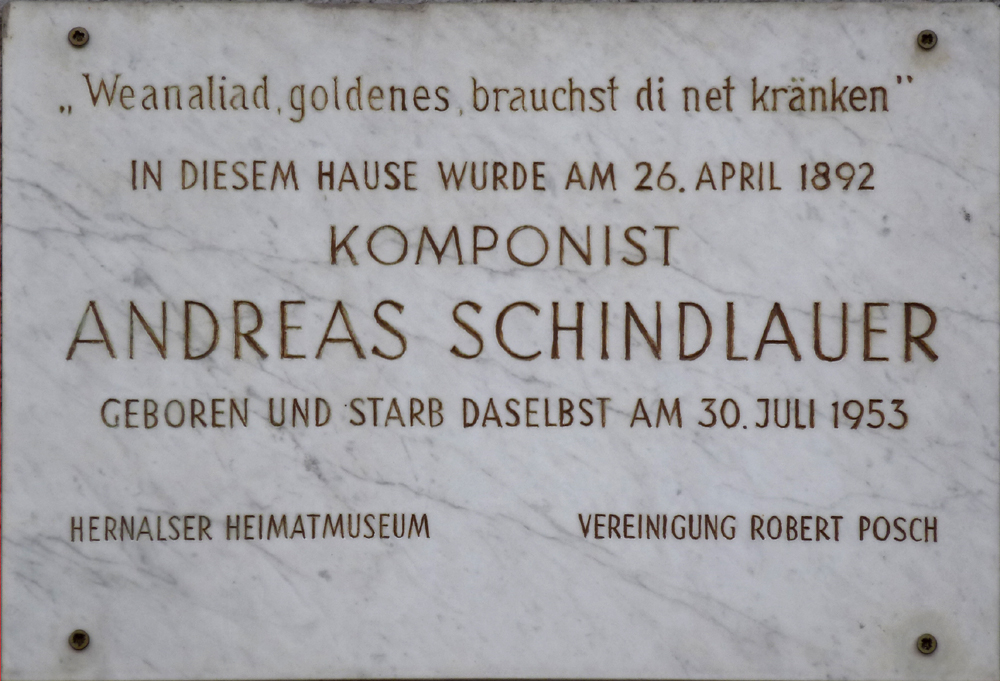 „Weanaliad, goldenes, brauchst di net kränken”
IN DIESEM HAUSE WURDE AM 26. APRIL 1892
KOMPONIST
ANDREAS SCHINDLAUER
GEBOREN UND STARB DASELBST AM 30. JULI 1953
HERNALSER HEIMATMUSEUM
VEREINIGUNG ROBERT POSCH